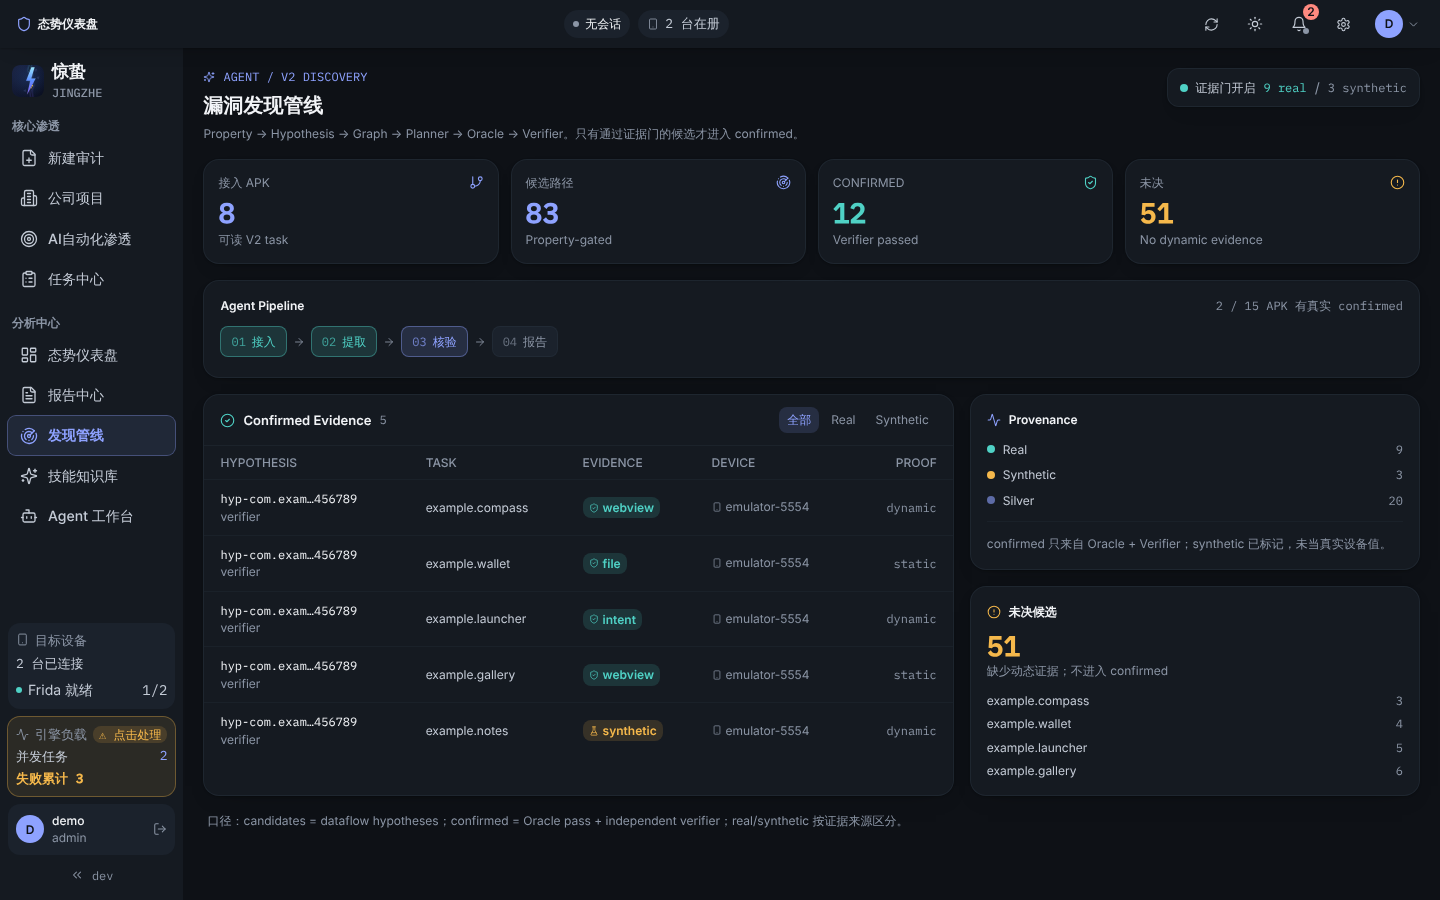 态势仪表盘
无会话
2 台在册
2
D
惊蛰
JINGZHE
核心渗透
新建审计
公司项目
AI自动化渗透
任务中心
分析中心
态势仪表盘
报告中心
发现管线
技能知识库
Agent 工作台
目标设备
2 台已连接
Frida 就绪 1/2
引擎负载 ⚠ 点击处理
并发任务 2
失败累计 3
D
demo
admin
dev
AGENT / V2 DISCOVERY
漏洞发现管线
Property → Hypothesis → Graph → Planner → Oracle → Verifier。只有通过证据门的候选才进入 confirmed。
证据门开启 9 real / 3 synthetic
接入 APK
8
可读 V2 task
候选路径
83
Property-gated
CONFIRMED
12
Verifier passed
未决
51
No dynamic evidence
Agent Pipeline
2 / 15 APK 有真实 confirmed
01 接入 → 02 提取 → 03 核验 → 04 报告
Confirmed Evidence 5
全部 Real Synthetic
HYPOTHESIS TASK EVIDENCE DEVICE PROOF
hyp-com.exam…456789
verifier
example.compass webview emulator-5554 dynamic
hyp-com.exam…456789
verifier
example.wallet file emulator-5554 static
hyp-com.exam…456789
verifier
example.launcher intent emulator-5554 dynamic
hyp-com.exam…456789
verifier
example.gallery webview emulator-5554 static
hyp-com.exam…456789
verifier
example.notes synthetic emulator-5554 dynamic
Provenance
Real 9
Synthetic 3
Silver 20
confirmed 只来自 Oracle + Verifier；synthetic 已标记，未当真实设备值。
未决候选
51
缺少动态证据；不进入 confirmed
example.compass 3
example.wallet 4
example.launcher 5
example.gallery 6
口径：candidates = dataflow hypotheses；confirmed = Oracle pass + independent verifier；real/synthetic 按证据来源区分。